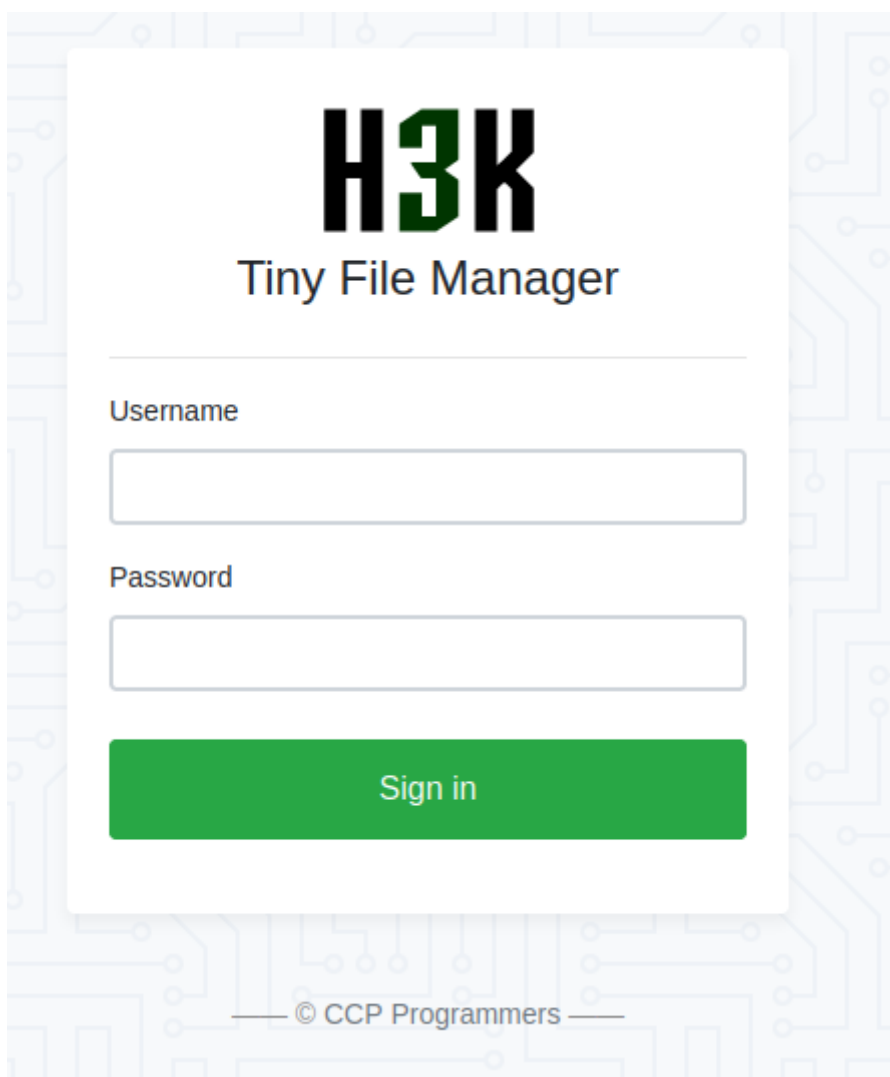 H3K
Tiny File Manager
Username
Password
Sign in
—— © CCP Programmers ——